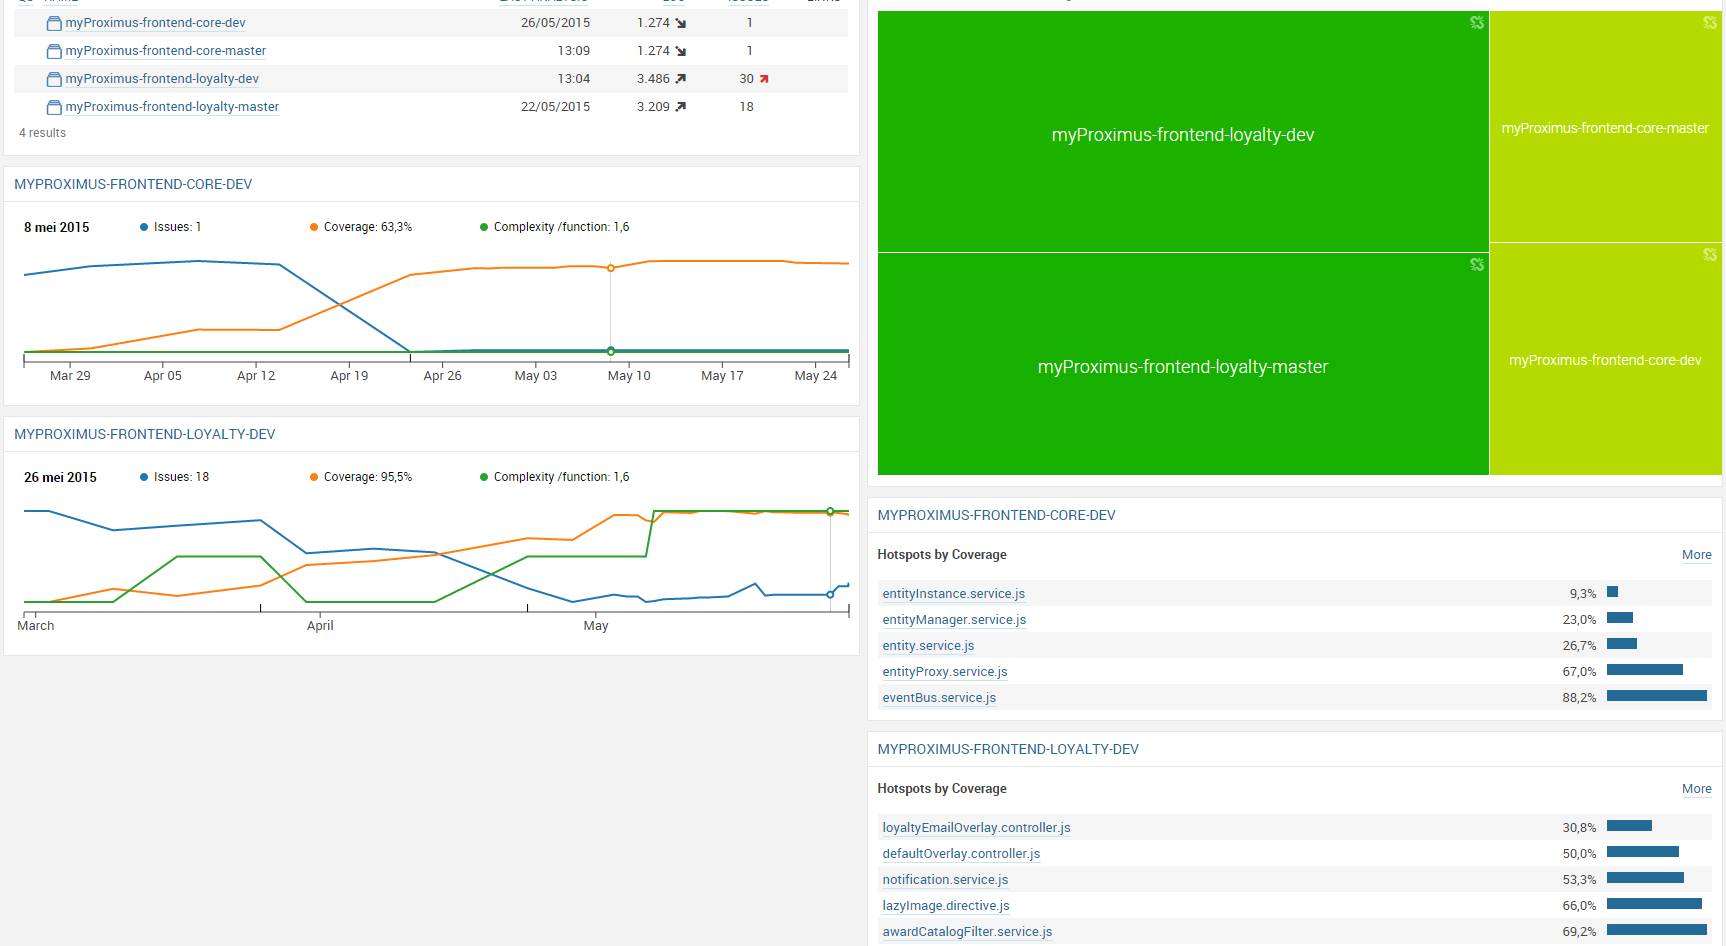 myProximus-frontend-core-dev 26/05/2015 1.274 1
myProximus-frontend-core-master 13:09 1.274 1
myProximus-frontend-loyalty-dev 13:04 3.486 30
myProximus-frontend-loyalty-master 22/05/2015 3.209 18
4 results
MYPROXIMUS-FRONTEND-CORE-DEV
8 mei 2015 Issues: 1 Coverage: 63,3% Complexity /function: 1,6
Mar 29 Apr 05 Apr 12 Apr 19 Apr 26 May 03 May 10 May 17 May 24
MYPROXIMUS-FRONTEND-LOYALTY-DEV
26 mei 2015 Issues: 18 Coverage: 95,5% Complexity /function: 1,6
March April May
myProximus-frontend-loyalty-dev
myProximus-frontend-core-master
myProximus-frontend-loyalty-master
myProximus-frontend-core-dev
MYPROXIMUS-FRONTEND-CORE-DEV
Hotspots by Coverage More
entityInstance.service.js 9,3%
entityManager.service.js 23,0%
entity.service.js 26,7%
entityProxy.service.js 67,0%
eventBus.service.js 88,2%
MYPROXIMUS-FRONTEND-LOYALTY-DEV
Hotspots by Coverage More
loyaltyEmailOverlay.controller.js 30,8%
defaultOverlay.controller.js 50,0%
notification.service.js 53,3%
lazyImage.directive.js 66,0%
awardCatalogFilter.service.js 69,2%